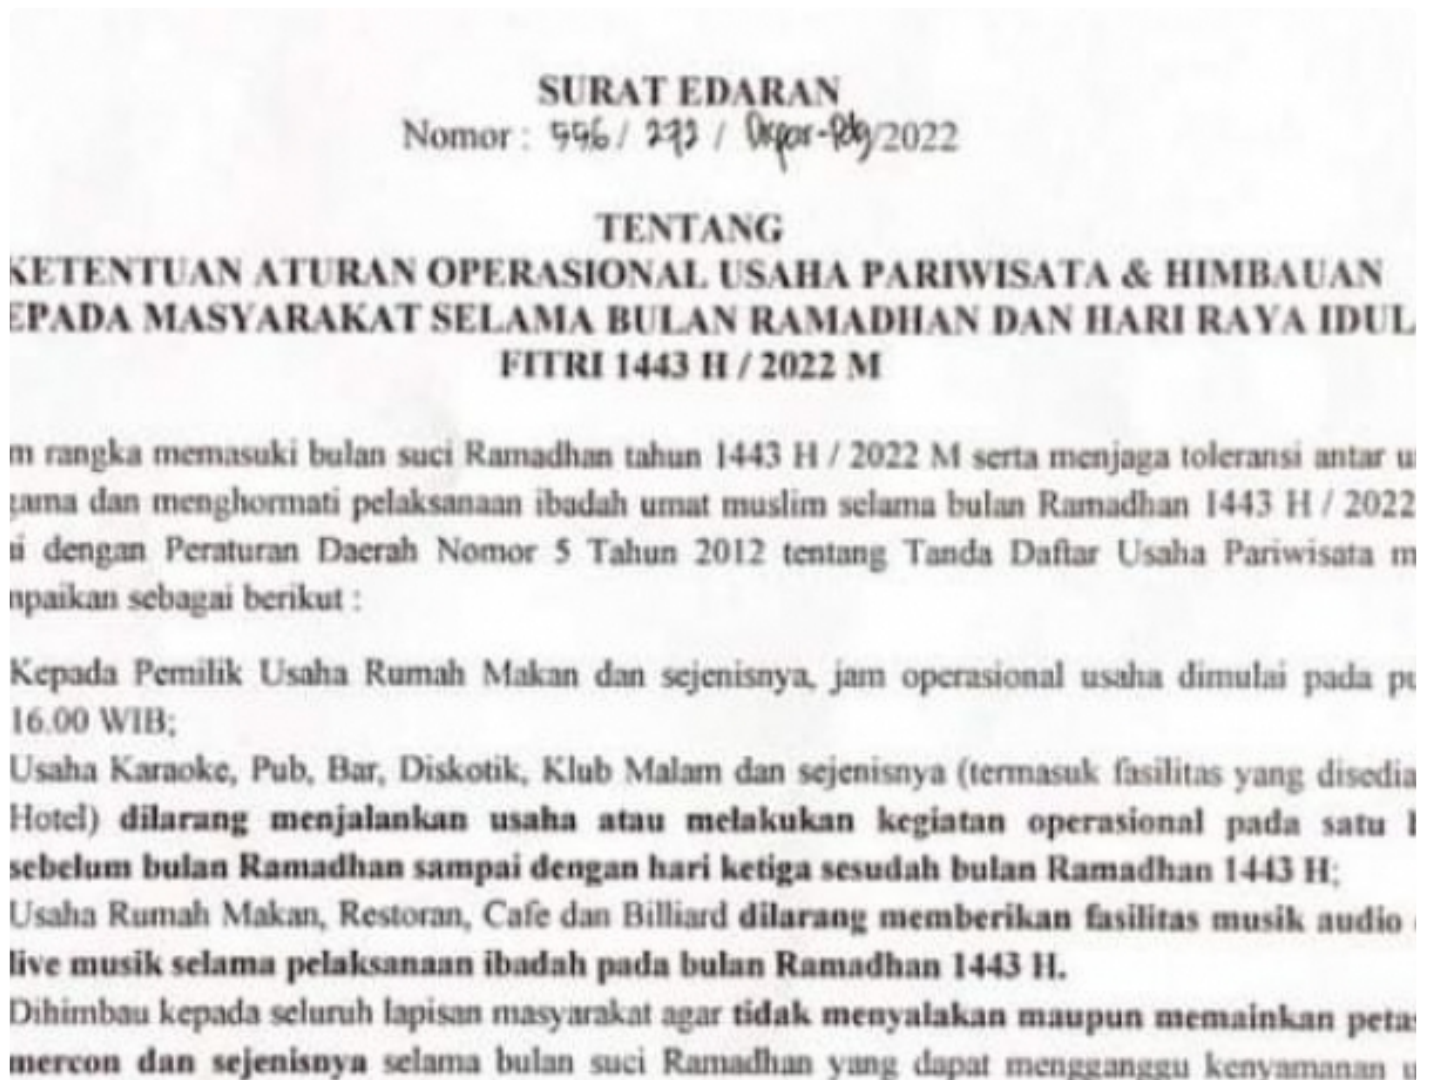 SURAT EDARAN
Nomor : 556 / 272 / /2022
TENTANG
KETENTUAN ATURAN OPERASIONAL USAHA PARIWISATA & HIMBAUAN
EPADA MASYARAKAT SELAMA BULAN RAMADHAN DAN HARI RAYA IDUL
FITRI 1443 H / 2022 M
m rangka memasuki bulan suci Ramadhan tahun 1443 H / 2022 M serta menjaga toleransi antar u
gama dan menghormati pelaksanaan ibadah umat muslim selama bulan Ramadhan 1443 H / 2022
i dengan Peraturan Daerah Nomor 5 Tahun 2012 tentang Tanda Daftar Usaha Pariwisata m
mpaikan sebagai berikut :
Kepada Pemilik Usaha Rumah Makan dan sejenisnya, jam operasional usaha dimulai pada pu
16.00 WIB;
Usaha Karaoke, Pub, Bar, Diskotik, Klub Malam dan sejenisnya (termasuk fasilitas yang disedia
Hotel) dilarang menjalankan usaha atau melakukan kegiatan operasional pada satu h
sebelum bulan Ramadhan sampai dengan hari ketiga sesudah bulan Ramadhan 1443 H;
Usaha Rumah Makan, Restoran, Cafe dan Billiard dilarang memberikan fasilitas musik audio
live musik selama pelaksanaan ibadah pada bulan Ramadhan 1443 H.
Dihimbau kepada seluruh lapisan masyarakat agar tidak menyalakan maupun memainkan petas
mercon dan sejenisnya selama bulan suci Ramadhan yang dapat mengganggu kenyamanan u